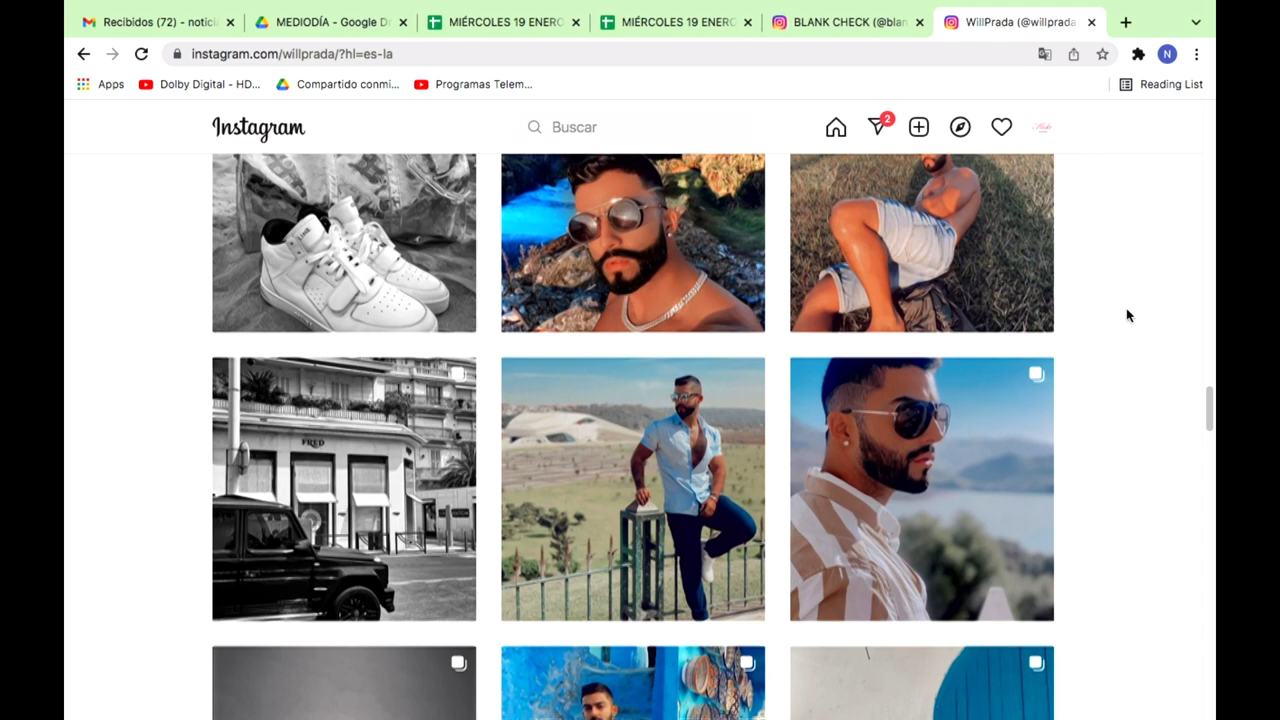 Recibidos (72) - notici
MEDIODÍA - Google D
MIÉRCOLES 19 ENERO
MIÉRCOLES 19 ENERO
BLANK CHECK (@blan
WillPrada (@willprada
instagram.com/willprada/?hl=es-la
N
Apps
Dolby Digital - HD...
Compartido conmi...
Programas Telem...
Reading List
Instagram
Buscar
2
FRED